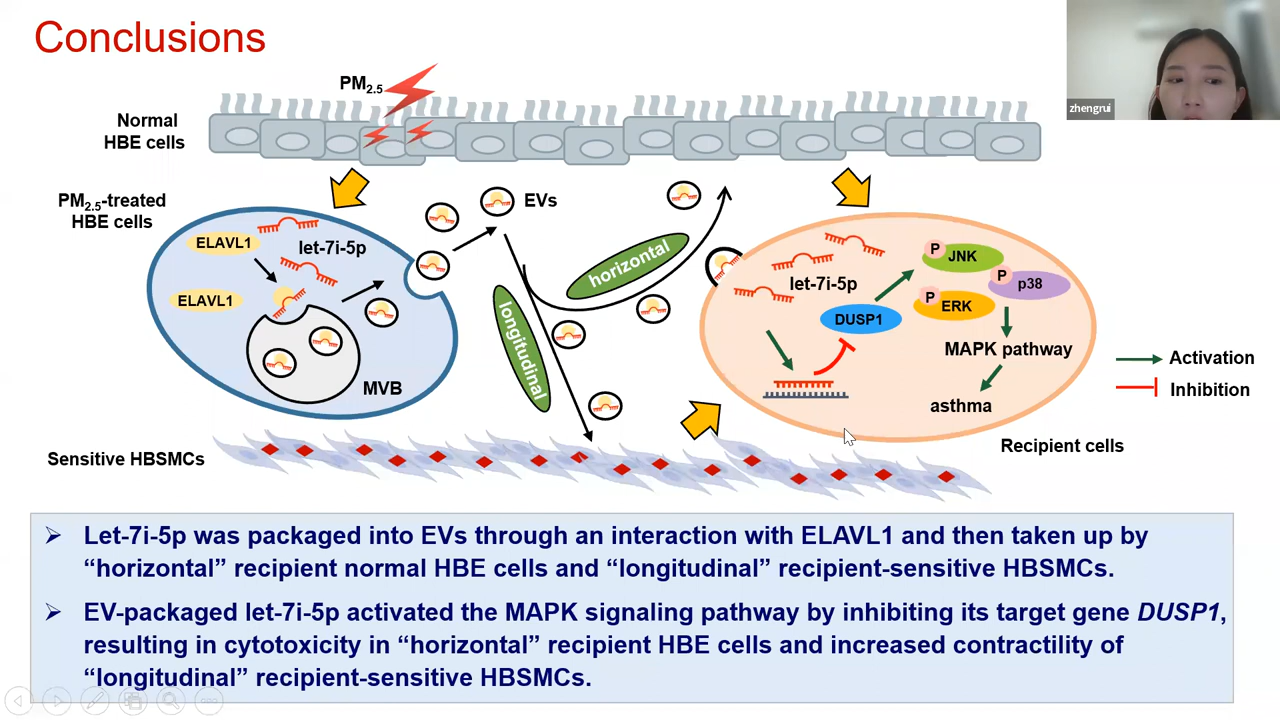 Conclusions
zhengrui
PM2.5
Normal
HBE cells
PM2.5-treated
HBE cells
EVs
ELAVL1
let-7i-5p
ELAVL1
MVB
horizontal
longitudinal
let-7i-5p
DUSP1
P
JNK
P
p38
P
ERK
MAPK pathway
asthma
Activation
Inhibition
Recipient cells
Sensitive HBSMCs
➢ Let-7i-5p was packaged into EVs through an interaction with ELAVL1 and then taken up by
“horizontal” recipient normal HBE cells and “longitudinal” recipient-sensitive HBSMCs.
➢ EV-packaged let-7i-5p activated the MAPK signaling pathway by inhibiting its target gene DUSP1,
resulting in cytotoxicity in “horizontal” recipient HBE cells and increased contractility of
“longitudinal” recipient-sensitive HBSMCs.